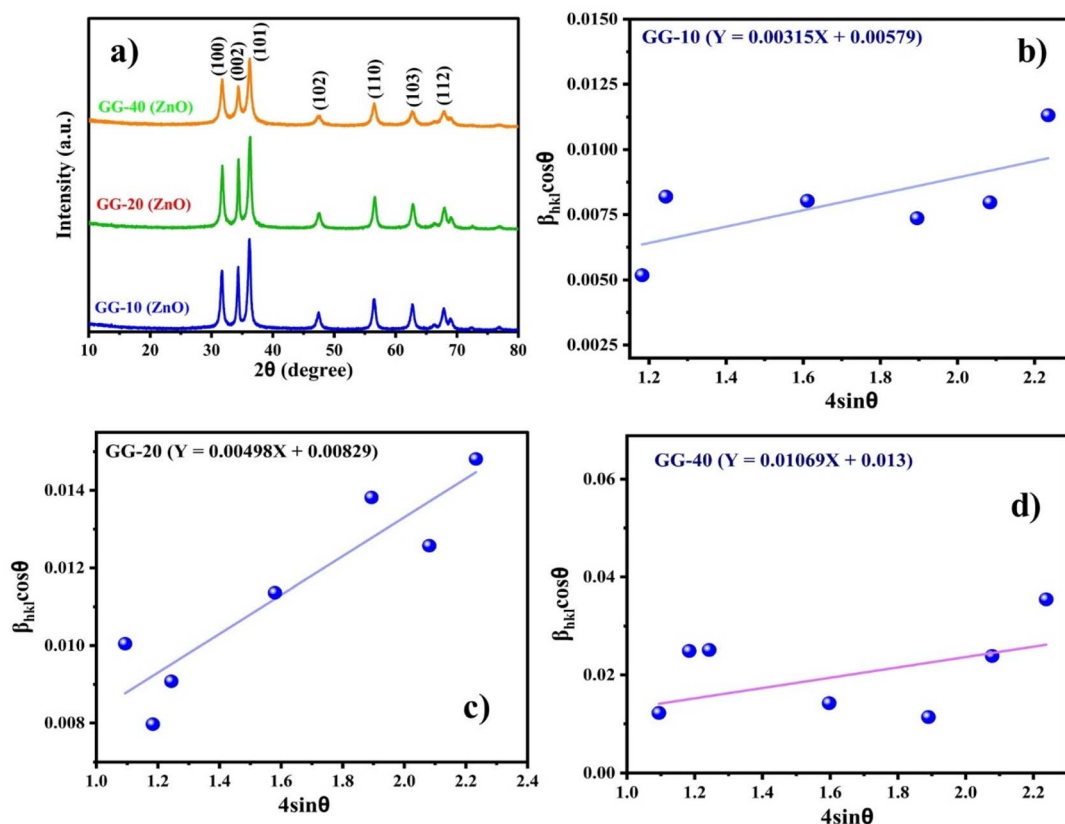 a)
(100)
(002)
(101)
(102)
(110)
(103)
(112)
GG-40 (ZnO)
GG-20 (ZnO)
GG-10 (ZnO)
Intensity (a.u.)
10 20 30 40 50 60 70 80
2θ (degree)
GG-10 (Y = 0.00315X + 0.00579)
b)
0.0150
0.0125
0.0100
0.0075
0.0050
0.0025
βhklcosθ
1.2 1.4 1.6 1.8 2.0 2.2
4sinθ
GG-20 (Y = 0.00498X + 0.00829)
0.014
0.012
0.010
0.008
βhklcosθ
c)
1.0 1.2 1.4 1.6 1.8 2.0 2.2 2.4
4sinθ
GG-40 (Y = 0.01069X + 0.013)
d)
0.06
0.04
0.02
0.00
βhklcosθ
1.0 1.2 1.4 1.6 1.8 2.0 2.2
4sinθ